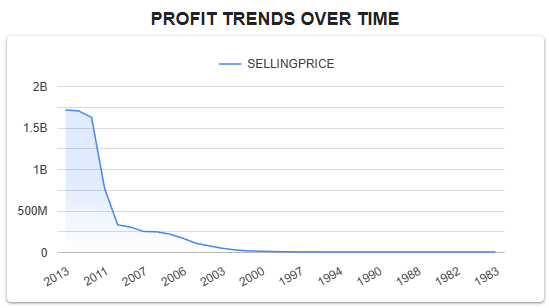 PROFIT TRENDS OVER TIME
SELLINGPRICE
2B
1.5B
1B
500M
0
2013 2011 2007 2006 2003 2000 1997 1994 1990 1988 1982 1983